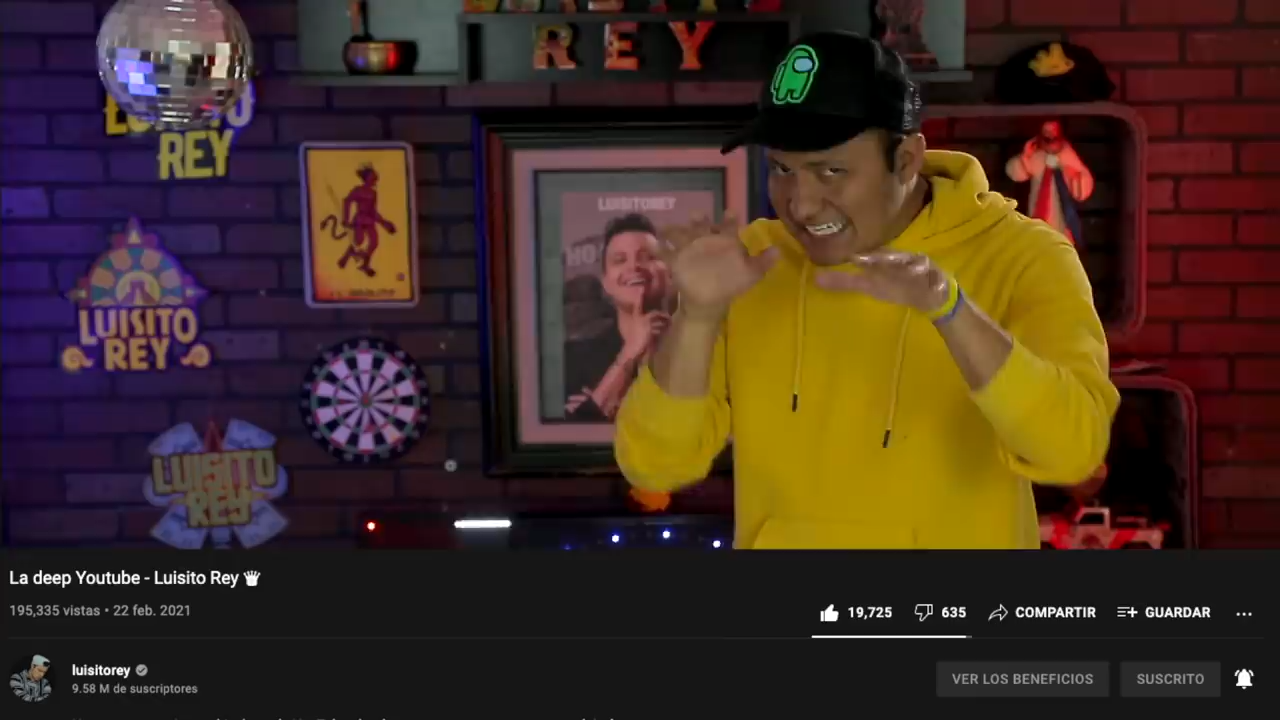 REY
LUISITO
REY
LUISITOREY
HO
LUISITO
REY
LUISITO
REY
La deep Youtube - Luisito Rey
195,335 vistas • 22 feb. 2021
19,725
635
COMPARTIR
GUARDAR
luisitorey
9.58 M de suscriptores
VER LOS BENEFICIOS
SUSCRITO